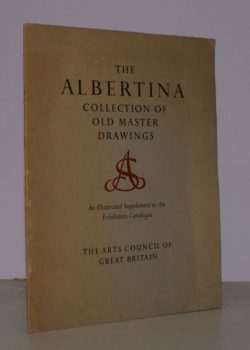 THE
ALBERTINA
COLLECTION OF
OLD MASTER
DRAWINGS
AS
An Illustrated Supplement to the
Exhibition Catalogue
THE ARTS COUNCIL OF
GREAT BRITAIN